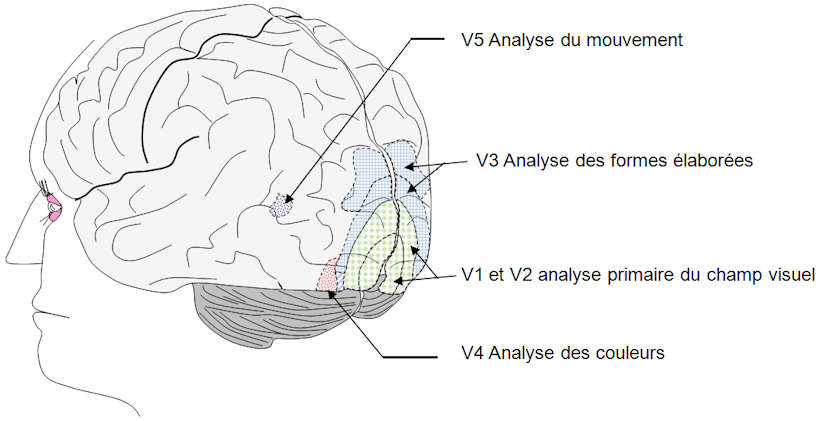 V5 Analyse du mouvement
V3 Analyse des formes élaborées
V1 et V2 analyse primaire du champ visuel
V4 Analyse des couleurs